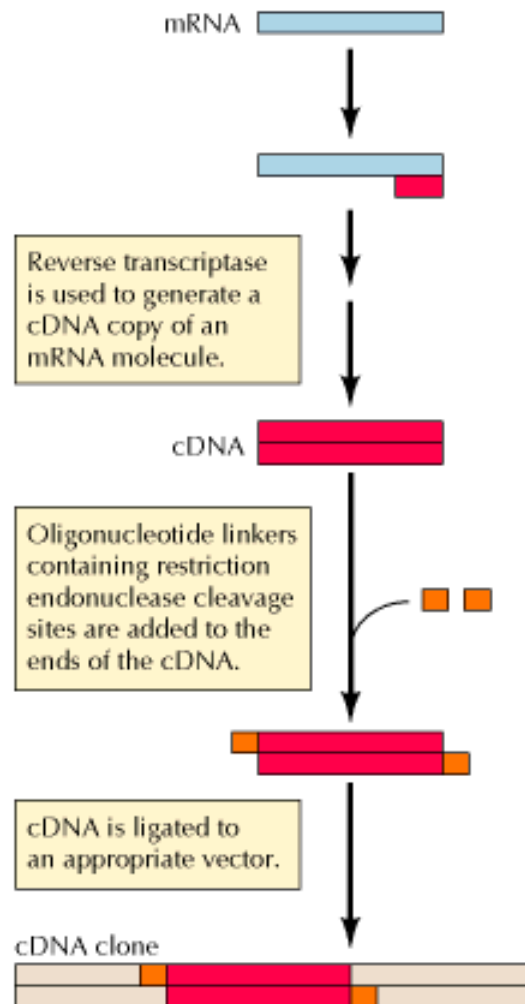 mRNA
Reverse transcriptase
is used to generate a
cDNA copy of an
mRNA molecule.
cDNA
Oligonucleotide linkers
containing restriction
endonuclease cleavage
sites are added to the
ends of the cDNA.
cDNA is ligated to
an appropriate vector.
cDNA clone